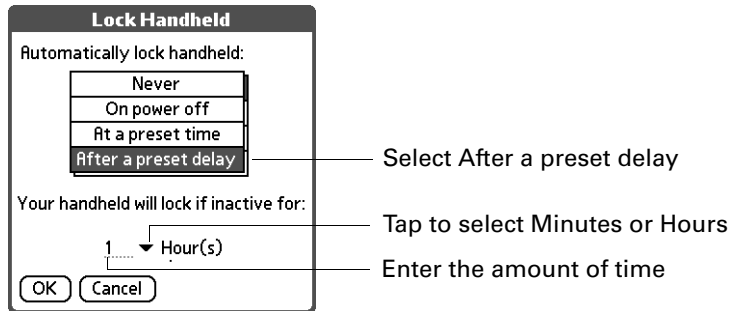 Lock Handheld
Automatically lock handheld:
Never
On power off
At a preset time
After a preset delay
Select After a preset delay
Your handheld will lock if inactive for:
Tap to select Minutes or Hours
1 Hour(s)
Enter the amount of time
OK Cancel